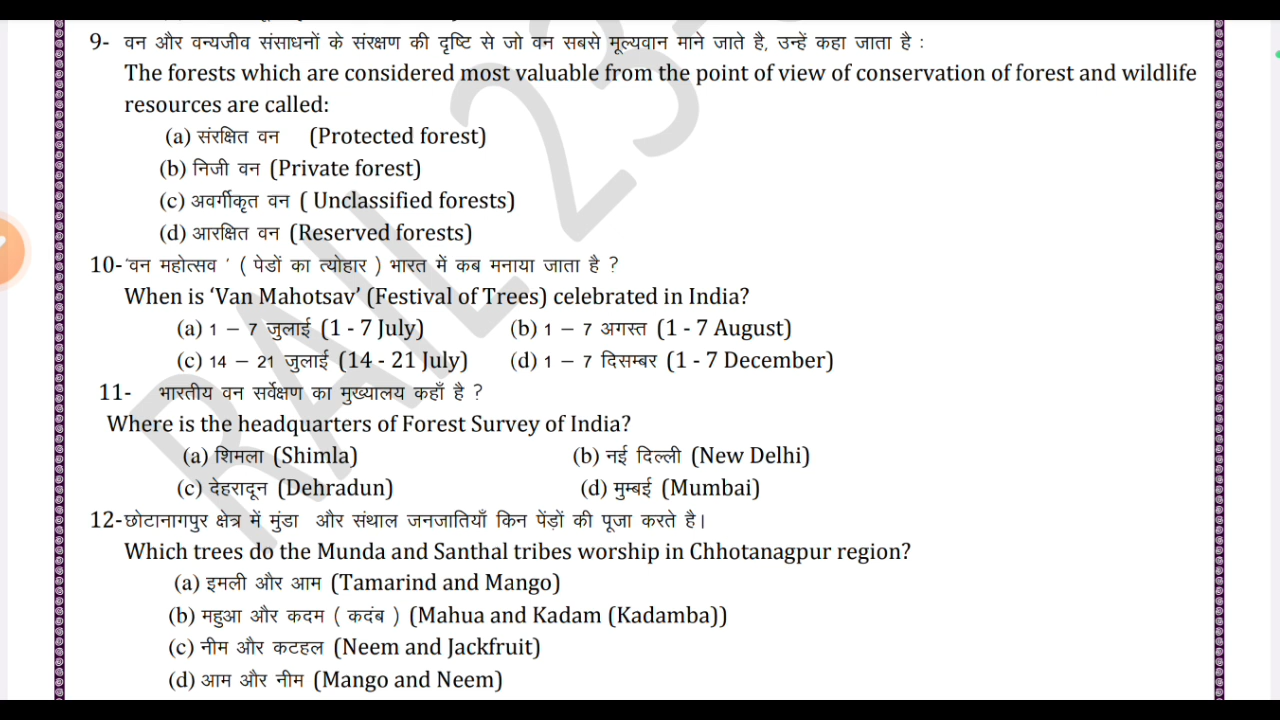 9- वन और वन्यजीव संसाधनों के संरक्षण की दृष्टि से जो वन सबसे मूल्यवान माने जाते है, उन्हें कहा जाता है :
The forests which are considered most valuable from the point of view of conservation of forest and wildlife
resources are called:
(a) संरक्षित वन (Protected forest)
(b) निजी वन (Private forest)
(c) अवर्गीकृत वन ( Unclassified forests)
(d) आरक्षित वन (Reserved forests)
10-'वन महोत्सव ' ( पेडों का त्योहार ) भारत में कब मनाया जाता है ?
When is ‘Van Mahotsav’ (Festival of Trees) celebrated in India?
(a) 1 – 7 जुलाई (1 - 7 July) (b) 1 – 7 अगस्त (1 - 7 August)
(c) 14 – 21 जुलाई (14 - 21 July) (d) 1 – 7 दिसम्बर (1 - 7 December)
11- भारतीय वन सर्वेक्षण का मुख्यालय कहाँ है ?
Where is the headquarters of Forest Survey of India?
(a) शिमला (Shimla) (b) नई दिल्ली (New Delhi)
(c) देहरादून (Dehradun) (d) मुम्बई (Mumbai)
12-छोटानागपुर क्षेत्र में मुंडा और संथाल जनजातियाँ किन पेंड़ों की पूजा करते है।
Which trees do the Munda and Santhal tribes worship in Chhotanagpur region?
(a) इमली और आम (Tamarind and Mango)
(b) महुआ और कदम ( कदंब ) (Mahua and Kadam (Kadamba))
(c) नीम और कटहल (Neem and Jackfruit)
(d) आम और नीम (Mango and Neem)